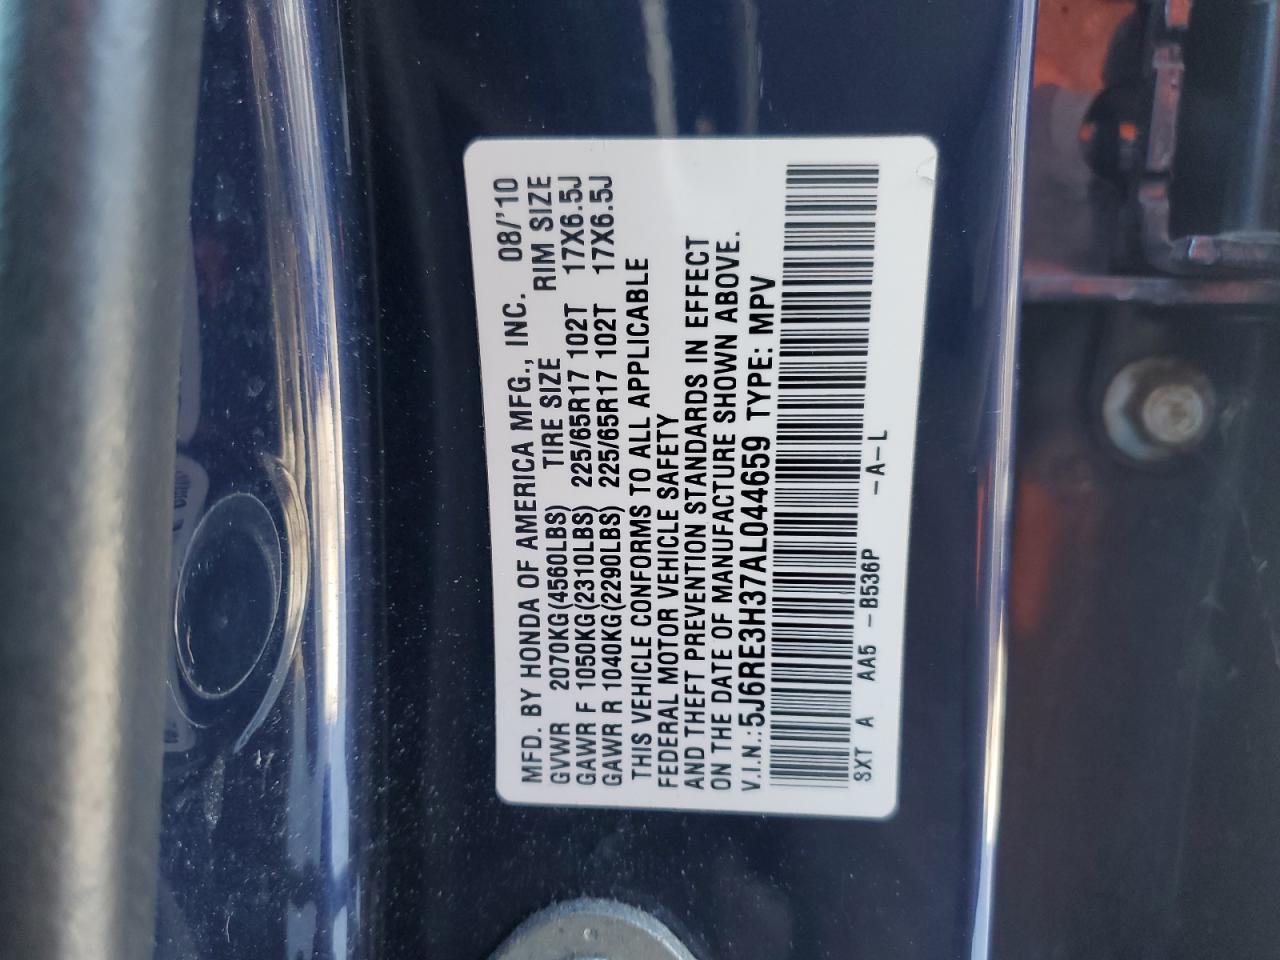 MFD. BY HONDA OF AMERICA MFG., INC. 08/'10
GVWR 2070KG(4560LBS) TIRE SIZE RIM SIZE
GAWR F 1050KG(2310LBS) 225/65R17 102T 17X6.5J
GAWR R 1040KG(2290LBS) 225/65R17 102T 17X6.5J
THIS VEHICLE CONFORMS TO ALL APPLICABLE
FEDERAL MOTOR VEHICLE SAFETY
AND THEFT PREVENTION STANDARDS IN EFFECT
ON THE DATE OF MANUFACTURE SHOWN ABOVE.
V.I.N.:5J6RE3H37AL044659 TYPE: MPV
SXT A AA5 -B536P -A-L